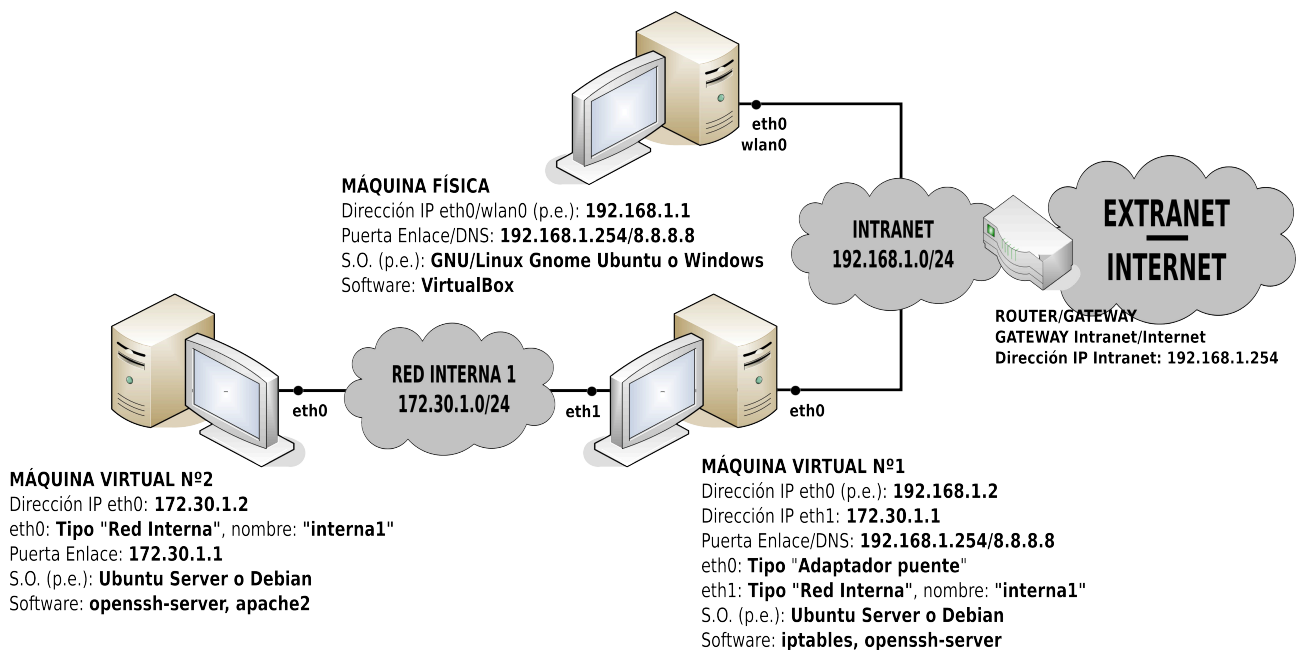 eth0
wlan0
MÁQUINA FÍSICA
Dirección IP eth0/wlan0 (p.e.): 192.168.1.1
Puerta Enlace/DNS: 192.168.1.254/8.8.8.8
S.O. (p.e.): GNU/Linux Gnome Ubuntu o Windows
Software: VirtualBox
INTRANET
192.168.1.0/24
EXTRANET
INTERNET
ROUTER/GATEWAY
GATEWAY Intranet/Internet
Dirección IP Intranet: 192.168.1.254
eth0
RED INTERNA 1
172.30.1.0/24
eth1
eth0
MÁQUINA VIRTUAL Nº2
Dirección IP eth0: 172.30.1.2
eth0: Tipo "Red Interna", nombre: "interna1"
Puerta Enlace: 172.30.1.1
S.O. (p.e.): Ubuntu Server o Debian
Software: openssh-server, apache2
MÁQUINA VIRTUAL Nº1
Dirección IP eth0 (p.e.): 192.168.1.2
Dirección IP eth1: 172.30.1.1
Puerta Enlace/DNS: 192.168.1.254/8.8.8.8
eth0: Tipo "Adaptador puente"
eth1: Tipo "Red Interna", nombre: "interna1"
S.O. (p.e.): Ubuntu Server o Debian
Software: iptables, openssh-server